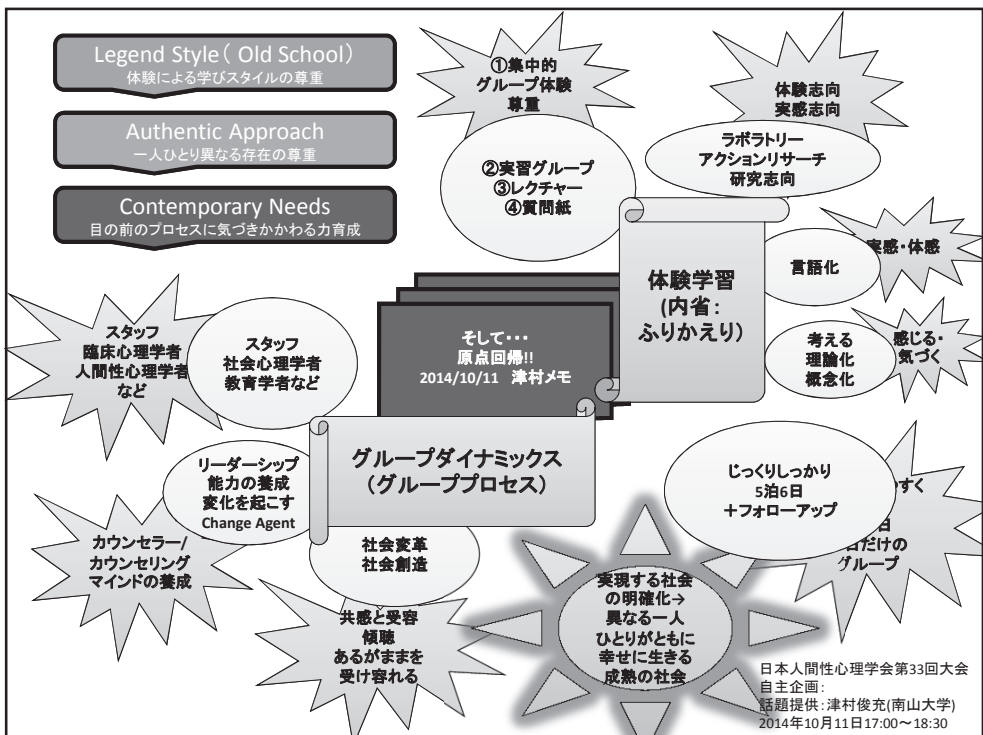 Legend Style( Old School)
体験による学びスタイルの尊重
Authentic Approach
一人ひとり異なる存在の尊重
Contemporary Needs
目の前のプロセスに気づきかかわる力育成
①集中的
グループ体験
尊重
②実習グループ
③レクチャー
④質問紙
体験志向
実感志向
ラボラトリー
アクションリサーチ
研究志向
体験学習
(内省:
ふりかえり)
言語化
実感・体感
考える
理論化
概念化
感じる・
気づく
スタッフ
臨床心理学者
人間性心理学者
など
スタッフ
社会心理学者
教育学者など
そして・・・
原点回帰!!
2014/10/11 津村メモ
グループダイナミックス
(グループプロセス)
リーダーシップ
能力の養成
変化を起こす
Change Agent
カウンセラー/
カウンセリング
マインドの養成
社会変革
社会創造
共感と受容
傾聴
あるがままを
受け容れる
じっくりしっかり
5泊6日
+フォローアップ
すく
日
だけの
グループ
実現する社会
の明確化→
異なる一人
ひとりがともに
幸せに生きる
成熟の社会
日本人間性心理学会第33回大会
自主企画:
話題提供:津村俊充(南山大学)
2014年10月11日17:00~18:30